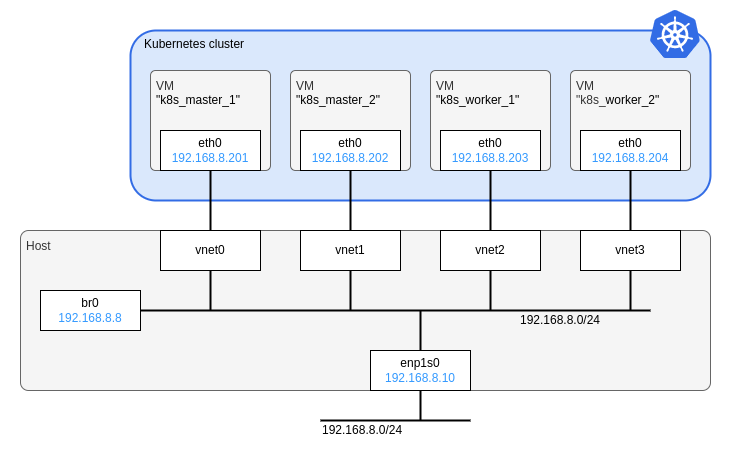 Kubernetes cluster
VM
"k8s_master_1"
eth0
192.168.8.201
VM
"k8s_master_2"
eth0
192.168.8.202
VM
"k8s_worker_1"
eth0
192.168.8.203
VM
"k8s_worker_2"
eth0
192.168.8.204
Host
vnet0
vnet1
vnet2
vnet3
br0
192.168.8.8
192.168.8.0/24
enp1s0
192.168.8.10
192.168.8.0/24